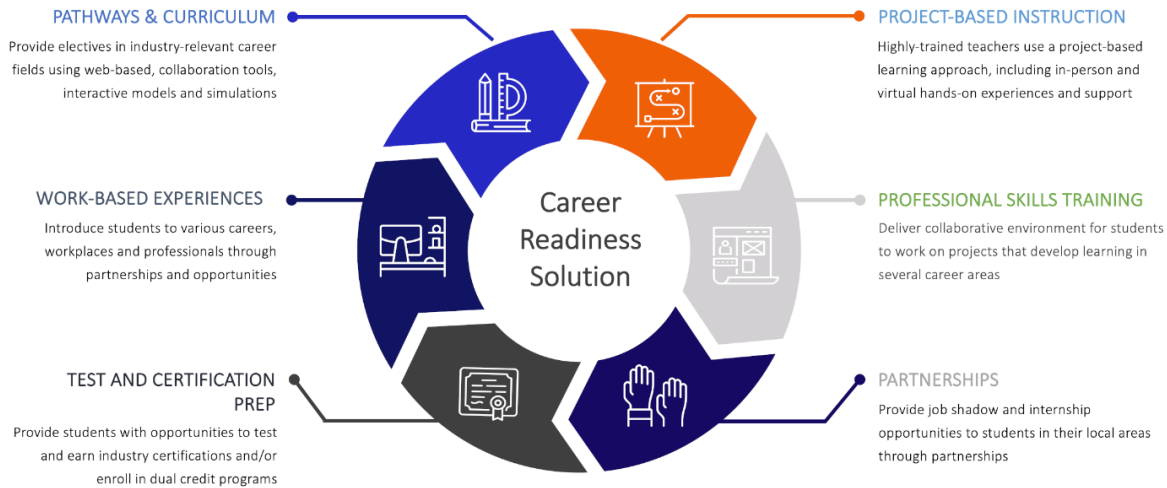 PATHWAYS & CURRICULUM
Provide electives in industry-relevant career
fields using web-based, collaboration tools,
interactive models and simulations
PROJECT-BASED INSTRUCTION
Highly-trained teachers use a project-based
learning approach, including in-person and
virtual hands-on experiences and support
WORK-BASED EXPERIENCES
Introduce students to various careers,
workplaces and professionals through
partnerships and opportunities
Career
Readiness
Solution
PROFESSIONAL SKILLS TRAINING
Deliver collaborative environment for students
to work on projects that develop learning in
several career areas
TEST AND CERTIFICATION
PREP
Provide students with opportunities to test
and earn industry certifications and/or
enroll in dual credit programs
PARTNERSHIPS
Provide job shadow and internship
opportunities to students in their local areas
through partnerships